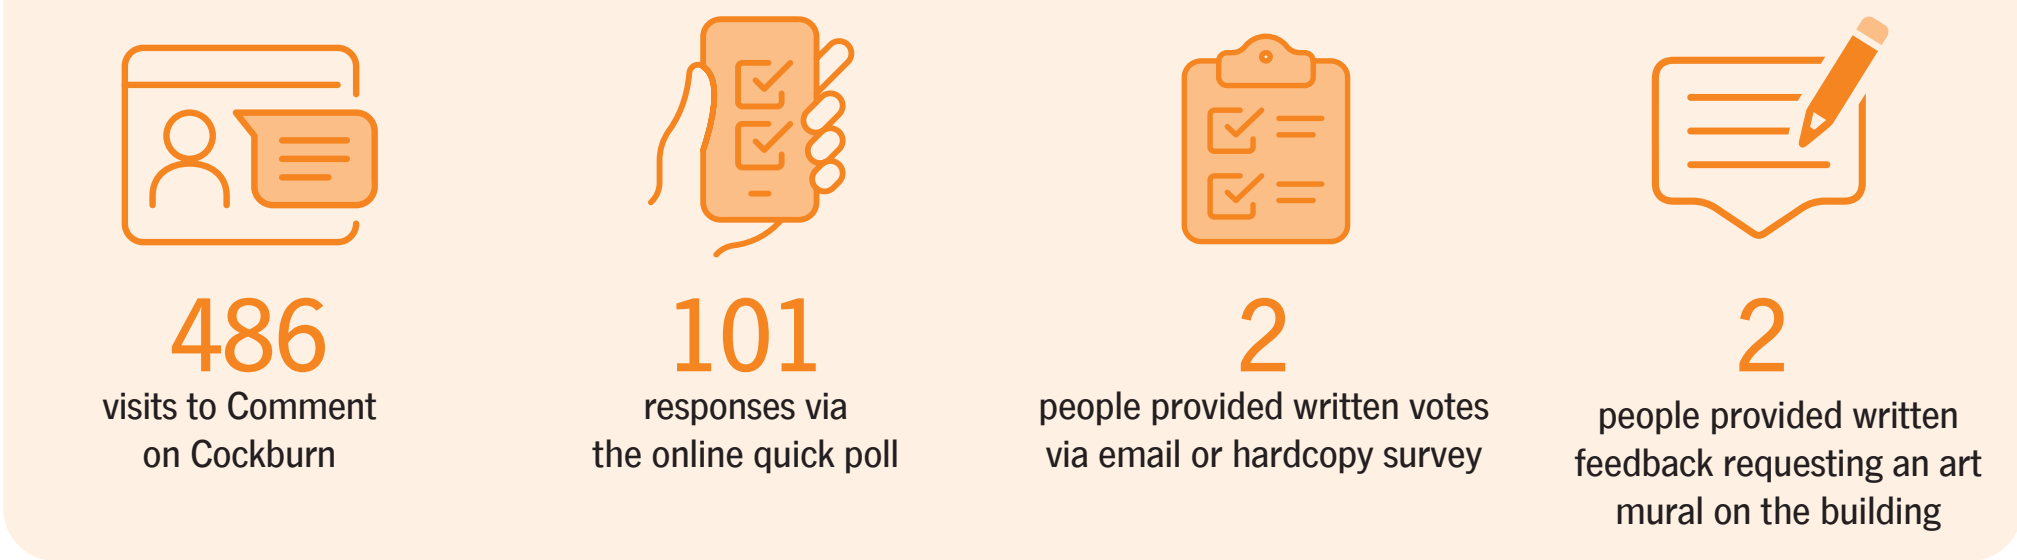 486
visits to Comment
on Cockburn
101
responses via
the online quick poll
2
people provided written votes
via email or hardcopy survey
2
people provided written
feedback requesting an art
mural on the building